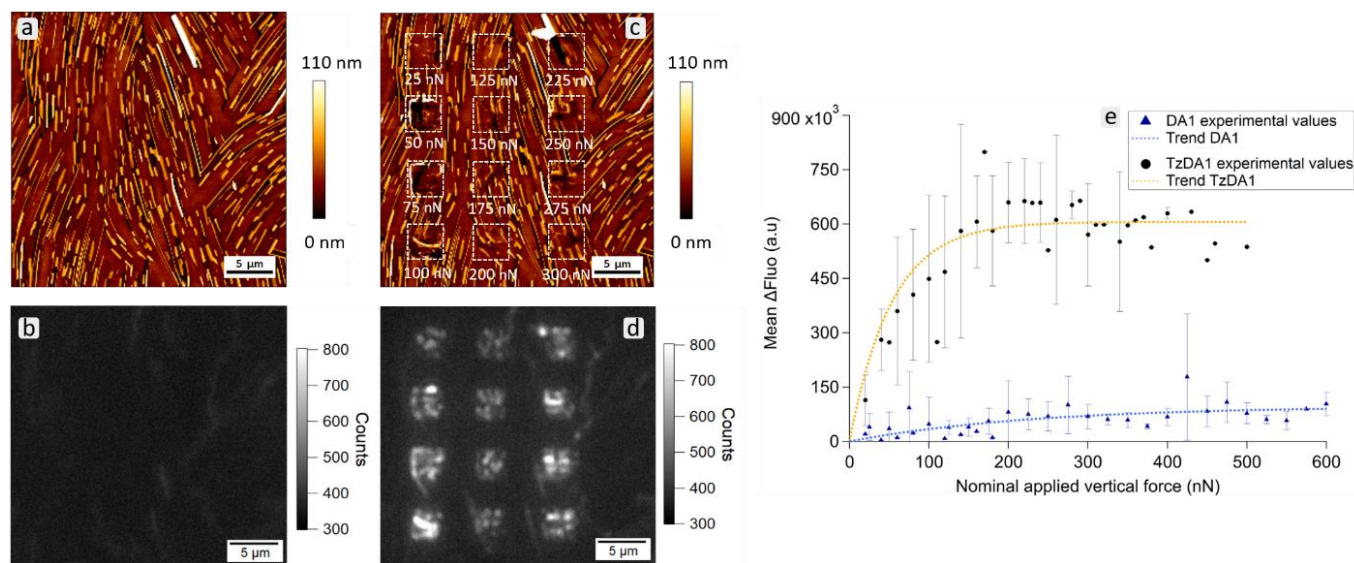 a
110 nm
0 nm
5 µm
c
25 nN
125 nN
225 nN
50 nN
150 nN
250 nN
75 nN
175 nN
275 nN
100 nN
200 nN
300 nN
110 nm
0 nm
5 µm
b
800
700
600
500
400
300
Counts
5 µm
d
800
700
600
500
400
300
Counts
5 µm
e
900 x10³
750
600
450
300
150
0
Mean ΔFluo (a.u)
DA1 experimental values
Trend DA1
TzDA1 experimental values
Trend TzDA1
0
100
200
300
400
500
600
Nominal applied vertical force (nN)